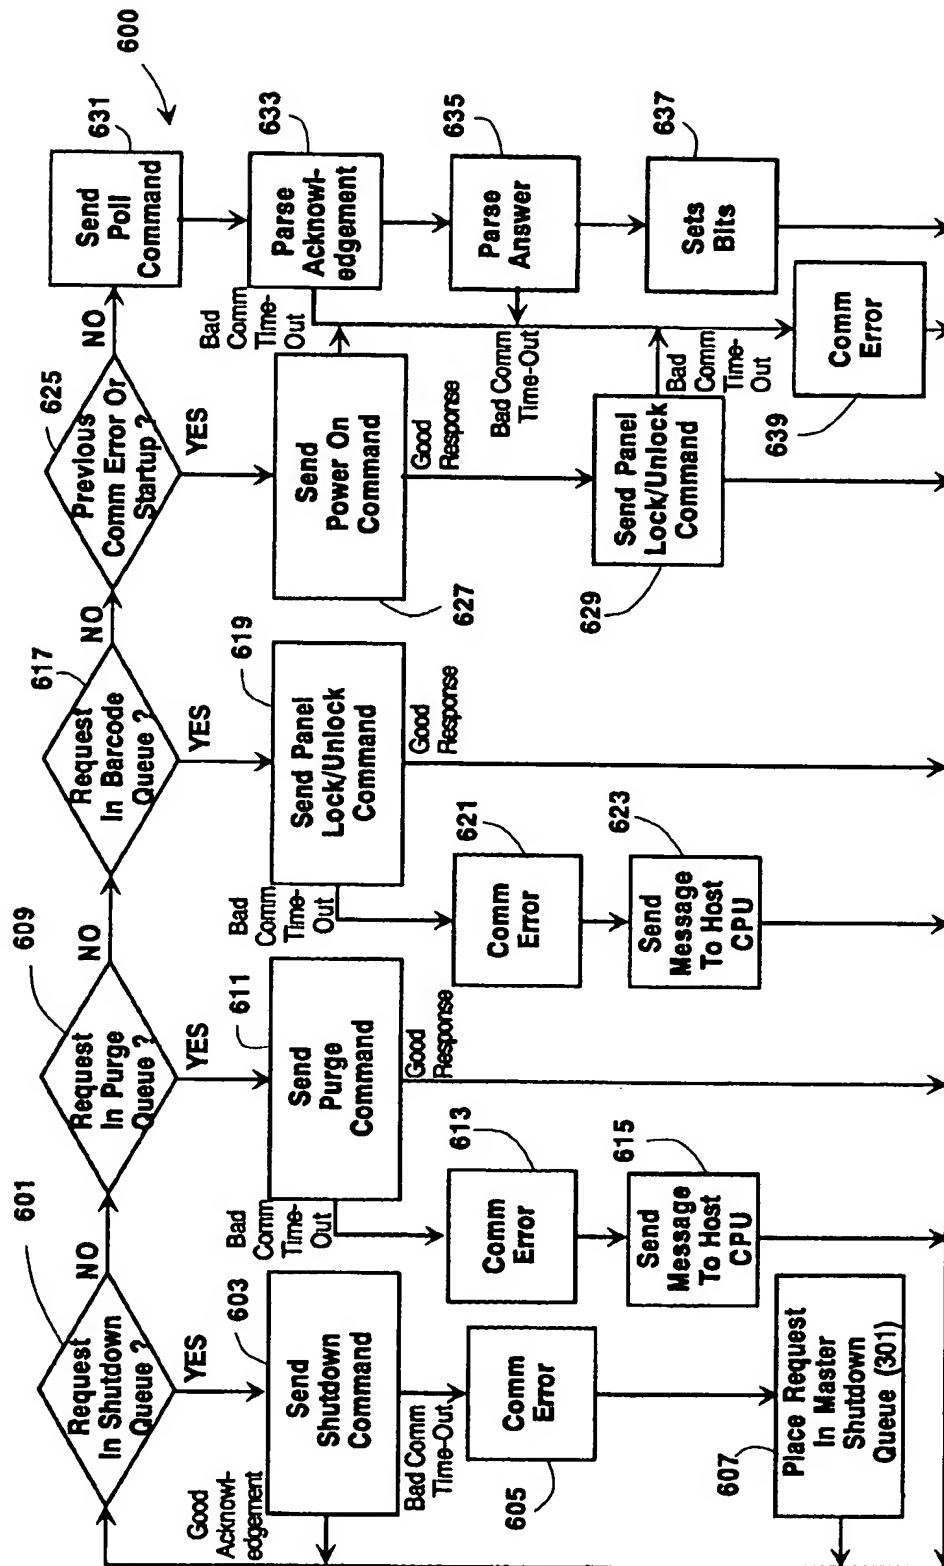 600
601
Request
In Shutdown
Queue ?
NO
YES
603
Send
Shutdown
Command
Good
Acknowl-
edgement
Bad Comm
Time-Out
Comm
Error
605
Place Request
In Master
Shutdown
Queue (301)
607
609
Request
In Purge
Queue ?
NO
YES
611
Send
Purge
Command
Bad
Comm
Time-
Out
Good
Response
613
Comm
Error
615
Send
Message
To Host
CPU
617
Request
In Barcode
Queue ?
NO
YES
619
Send Panel
Lock/Unlock
Command
Bad
Comm
Time-
Out
Good
Response
621
Comm
Error
623
Send
Message
To Host
CPU
625
Previous
Comm Error Or
Startup ?
NO
YES
Send
Power On
Command
627
Good
Response
Send Panel
Lock/Unlock
Command
629
Bad
Comm
Time-
Out
631
Send
Poll
Command
633
Parse
Acknowl-
edgement
Bad
Comm
Time-
Out
635
Parse
Answer
Bad Comm
Time-Out
637
Sets
Bits
Comm
Error
639